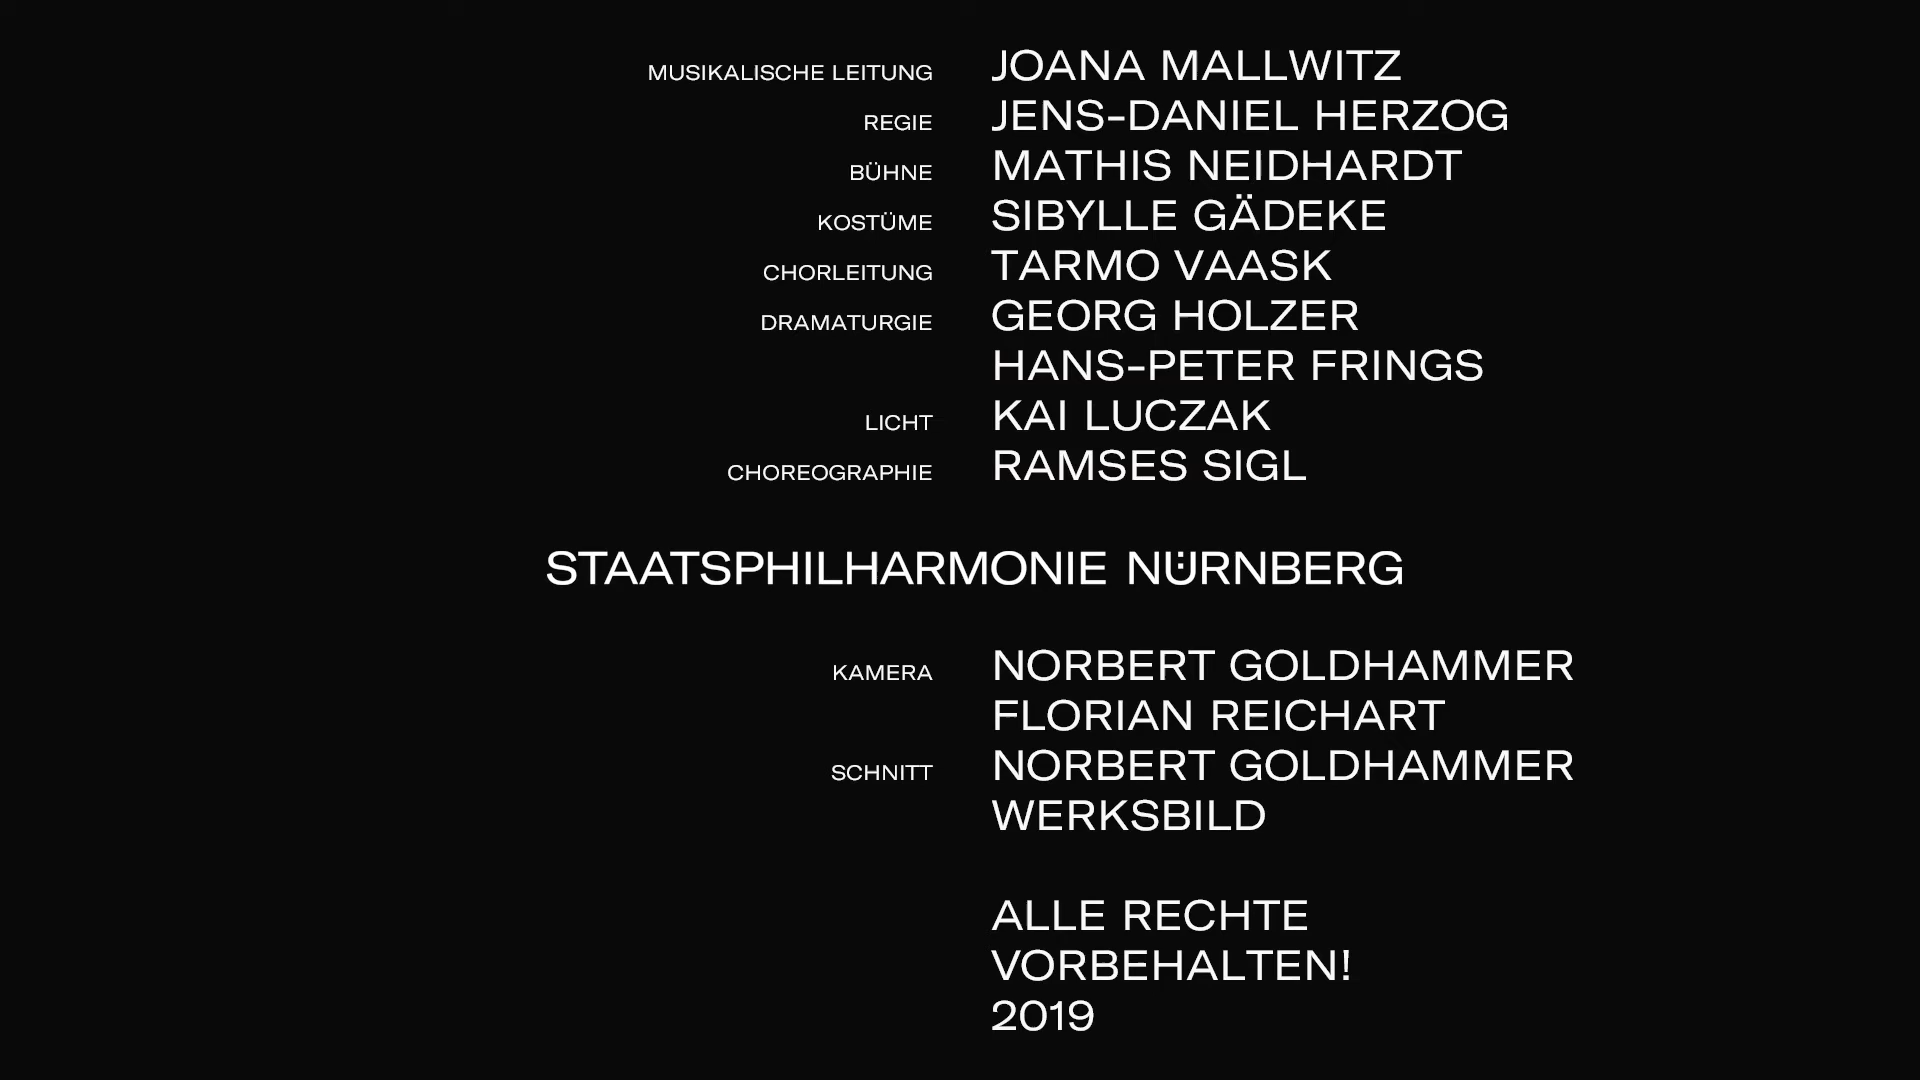 MUSIKALISCHE LEITUNG JOANA MALLWITZ
REGIE JENS-DANIEL HERZOG
BÜHNE MATHIS NEIDHARDT
KOSTÜME SIBYLLE GÄDEKE
CHORLEITUNG TARMO VAASK
DRAMATURGIE GEORG HOLZER
HANS-PETER FRINGS
LICHT KAI LUCZAK
CHOREOGRAPHIE RAMSES SIGL
STAATSPHILHARMONIE NÜRNBERG
KAMERA NORBERT GOLDHAMMER
FLORIAN REICHART
SCHNITT NORBERT GOLDHAMMER
WERKSBILD
ALLE RECHTE
VORBEHALTEN!
2019